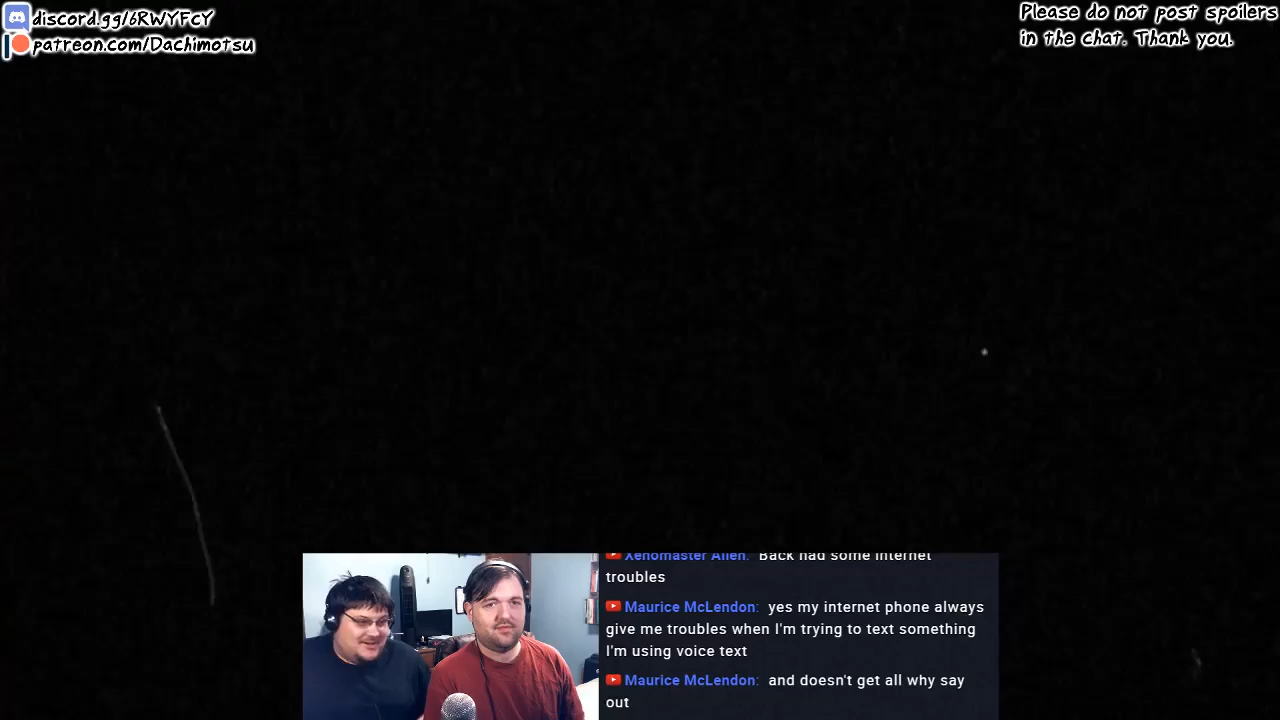 discord.gg/6RWYFCY
patreon.com/Dachimotsu
Please do not post spoilers
in the chat. Thank you.
Xenomaster Alien: Back had some internet
troubles
Maurice McLendon: yes my internet phone always
give me troubles when I'm trying to text something
I'm using voice text
Maurice McLendon: and doesn't get all why say
out